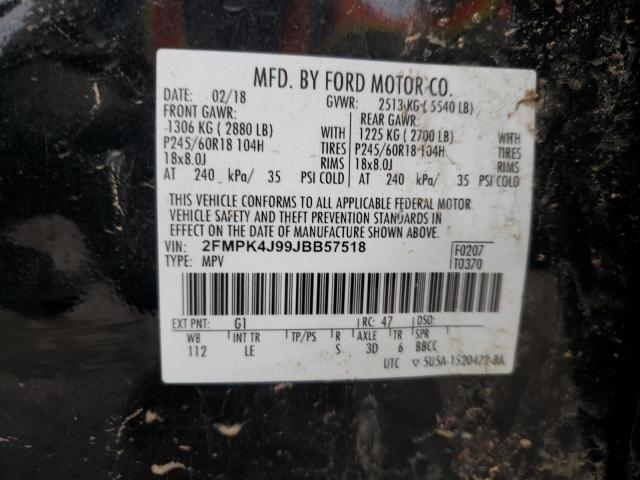 MFD. BY FORD MOTOR CO.
DATE: 02/18 GVWR: 2513 KG ( 5540 LB)
FRONT GAWR: REAR GAWR:
1306 KG ( 2880 LB) WITH 1225 KG ( 2700 LB) WITH
P245/60R18 104H TIRES P245/60R18 104H TIRES
18x8.0J RIMS 18x8.0J RIMS
AT 240 kPa/ 35 PSI COLD AT 240 kPa/ 35 PSI COLD
THIS VEHICLE CONFORMS TO ALL APPLICABLE FEDERAL MOTOR
VEHICLE SAFETY AND THEFT PREVENTION STANDARDS IN
EFFECT ON THE DATE OF MANUFACTURE SHOWN ABOVE.
VIN: 2FMPK4J99JBB57518 F0207
TYPE: MPV T0370
EXT PNT: G1 RC: 47 DSO:
WB INT TR TP/PS R AXLE TR SPRING
112 LE S 3D 6 BBCC
UTC ▽ 5U5A-1520472-BA